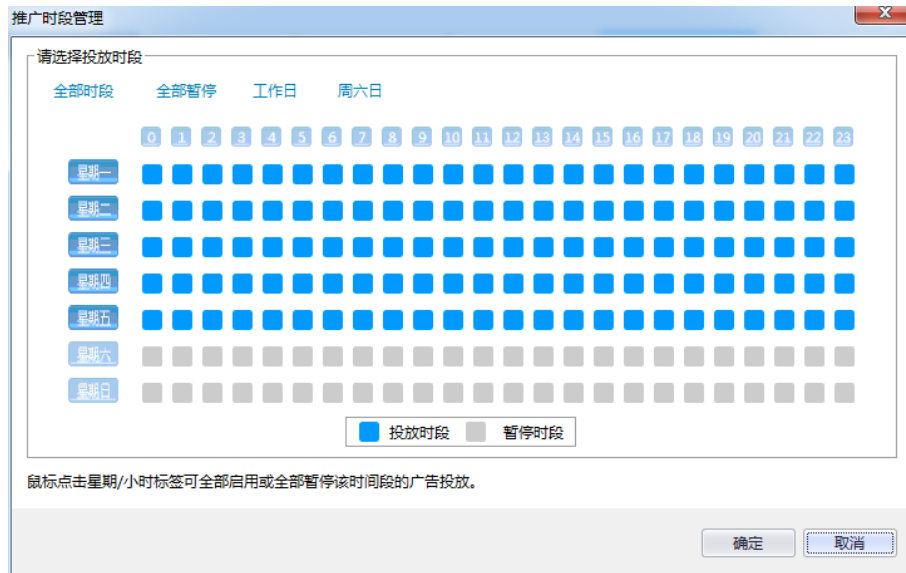 推广时段管理
请选择投放时段
全部时段 全部暂停 工作日 周六日
0 1 2 3 4 5 6 7 8 9 10 11 12 13 14 15 16 17 18 19 20 21 22 23
星期一
星期二
星期三
星期四
星期五
星期六
星期日
投放时段 暂停时段
鼠标点击星期/小时标签可全部启用或全部暂停该时间段的广告投放。
确定 取消